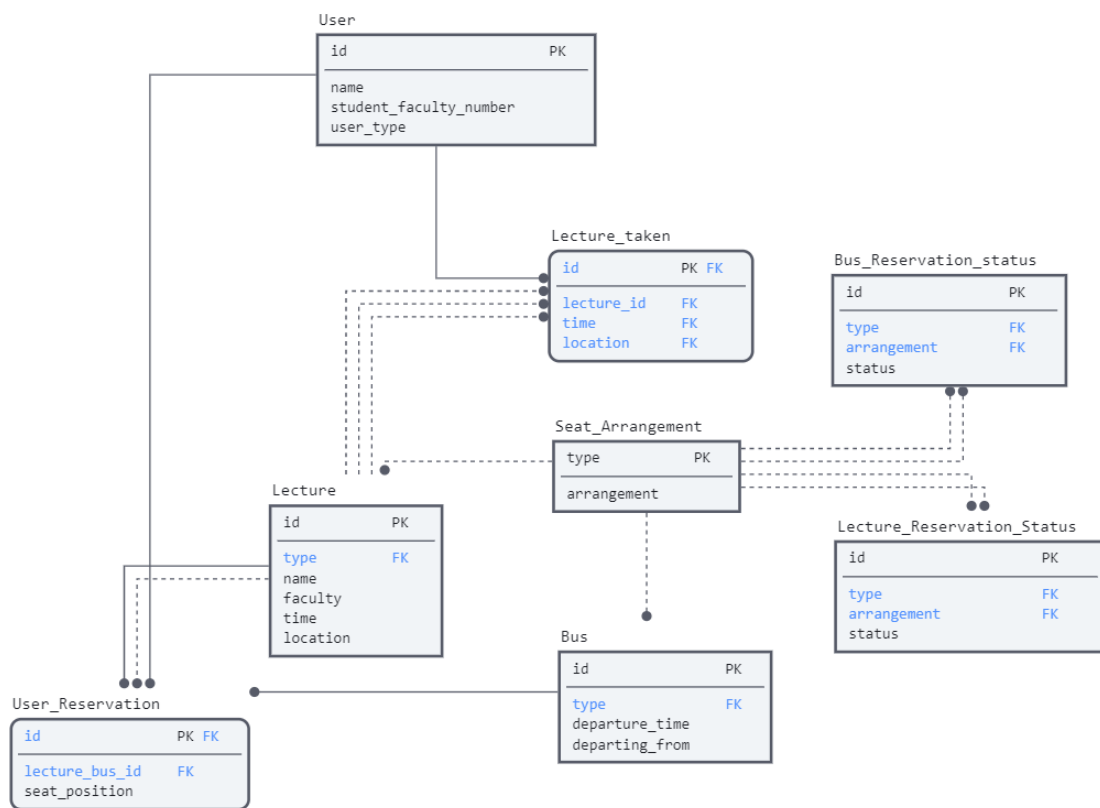 User
id PK
name
student_faculty_number
user_type
Lecture_taken
id PK FK
lecture_id FK
time FK
location FK
Bus_Reservation_status
id PK
type FK
arrangement FK
status
Seat_Arrangement
type PK
arrangement
Lecture
id PK
type FK
name
faculty
time
location
Lecture_Reservation_Status
id PK
type FK
arrangement FK
status
Bus
id PK
type FK
departure_time
departing_from
User_Reservation
id PK FK
lecture_bus_id FK
seat_position